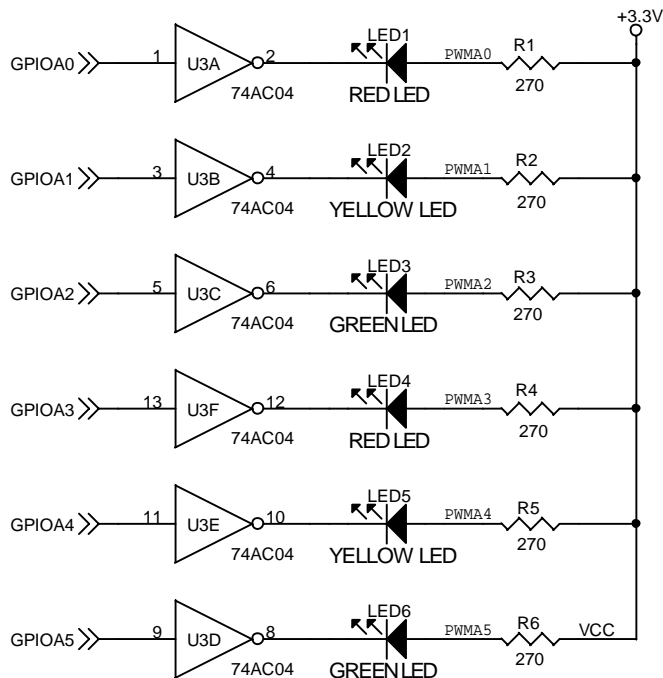 +3.3V
GPIOA0 1 U3A 2 LED1 PWMA0 R1
74AC04 RED LED 270
GPIOA1 3 U3B 4 LED2 PWMA1 R2
74AC04 YELLOW LED 270
GPIOA2 5 U3C 6 LED3 PWMA2 R3
74AC04 GREEN LED 270
GPIOA3 13 U3F 12 LED4 PWMA3 R4
74AC04 RED LED 270
GPIOA4 11 U3E 10 LED5 PWMA4 R5
74AC04 YELLOW LED 270
GPIOA5 9 U3D 8 LED6 PWMA5 R6 VCC
74AC04 GREEN LED 270